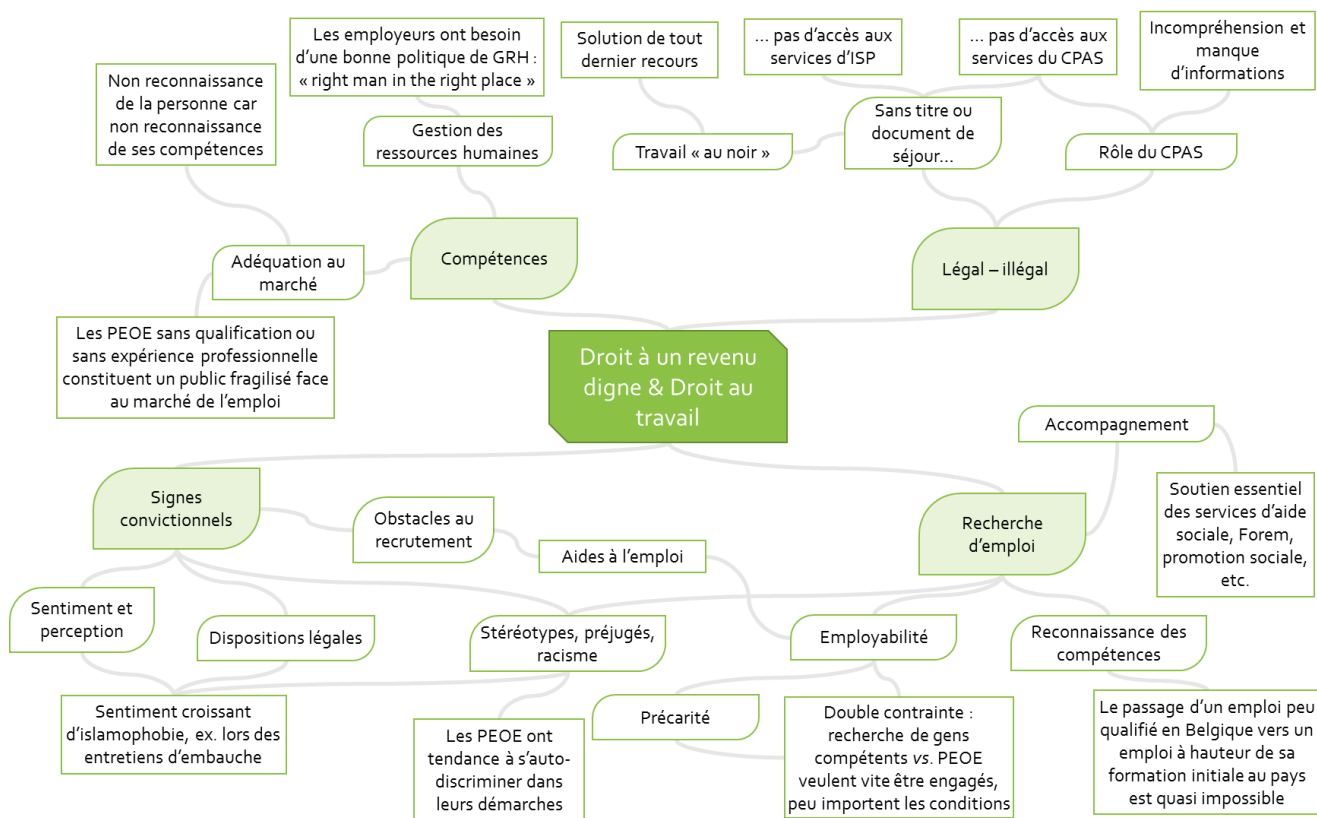 Les employeurs ont besoin
d'une bonne politique de GRH :
« right man in the right place »
Solution de tout
dernier recours
... pas d'accès aux
services d'ISP
... pas d'accès aux
services du CPAS
Incompréhension et
manque
d'informations
Non reconnaissance
de la personne car
non reconnaissance
de ses compétences
Gestion des
ressources humaines
Travail « au noir »
Sans titre ou
document de
séjour...
Rôle du CPAS
Adéquation au
marché
Compétences
Légal – illégal
Les PEOE sans qualification ou
sans expérience professionnelle
constituent un public fragilisé face
au marché de l'emploi
Droit à un revenu
digne & Droit au
travail
Accompagnement
Signes
convictionnels
Obstacles au
recrutement
Aides à l'emploi
Recherche
d'emploi
Soutien essentiel
des services d'aide
sociale, Forem,
promotion sociale,
etc.
Sentiment et
perception
Dispositions légales
Stéréotypes, préjugés,
racisme
Employabilité
Reconnaissance des
compétences
Sentiment croissant
d'islamophobie, ex. lors des
entretiens d'embauche
Les PEOE ont
tendance à s'auto-
discriminer dans
leurs démarches
Précarité
Double contrainte :
recherche de gens
compétents vs. PEOE
veulent vite être engagés,
peu importent les conditions
Le passage d'un emploi peu
qualifié en Belgique vers un
emploi à hauteur de sa
formation initiale au pays
est quasi impossible